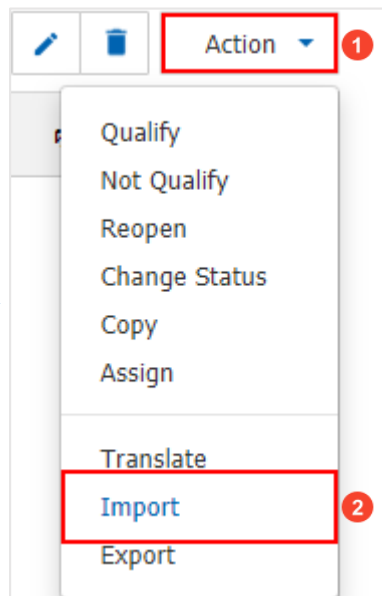 Action 1
Qualify
Not Qualify
Reopen
Change Status
Copy
Assign
Translate
Import 2
Export